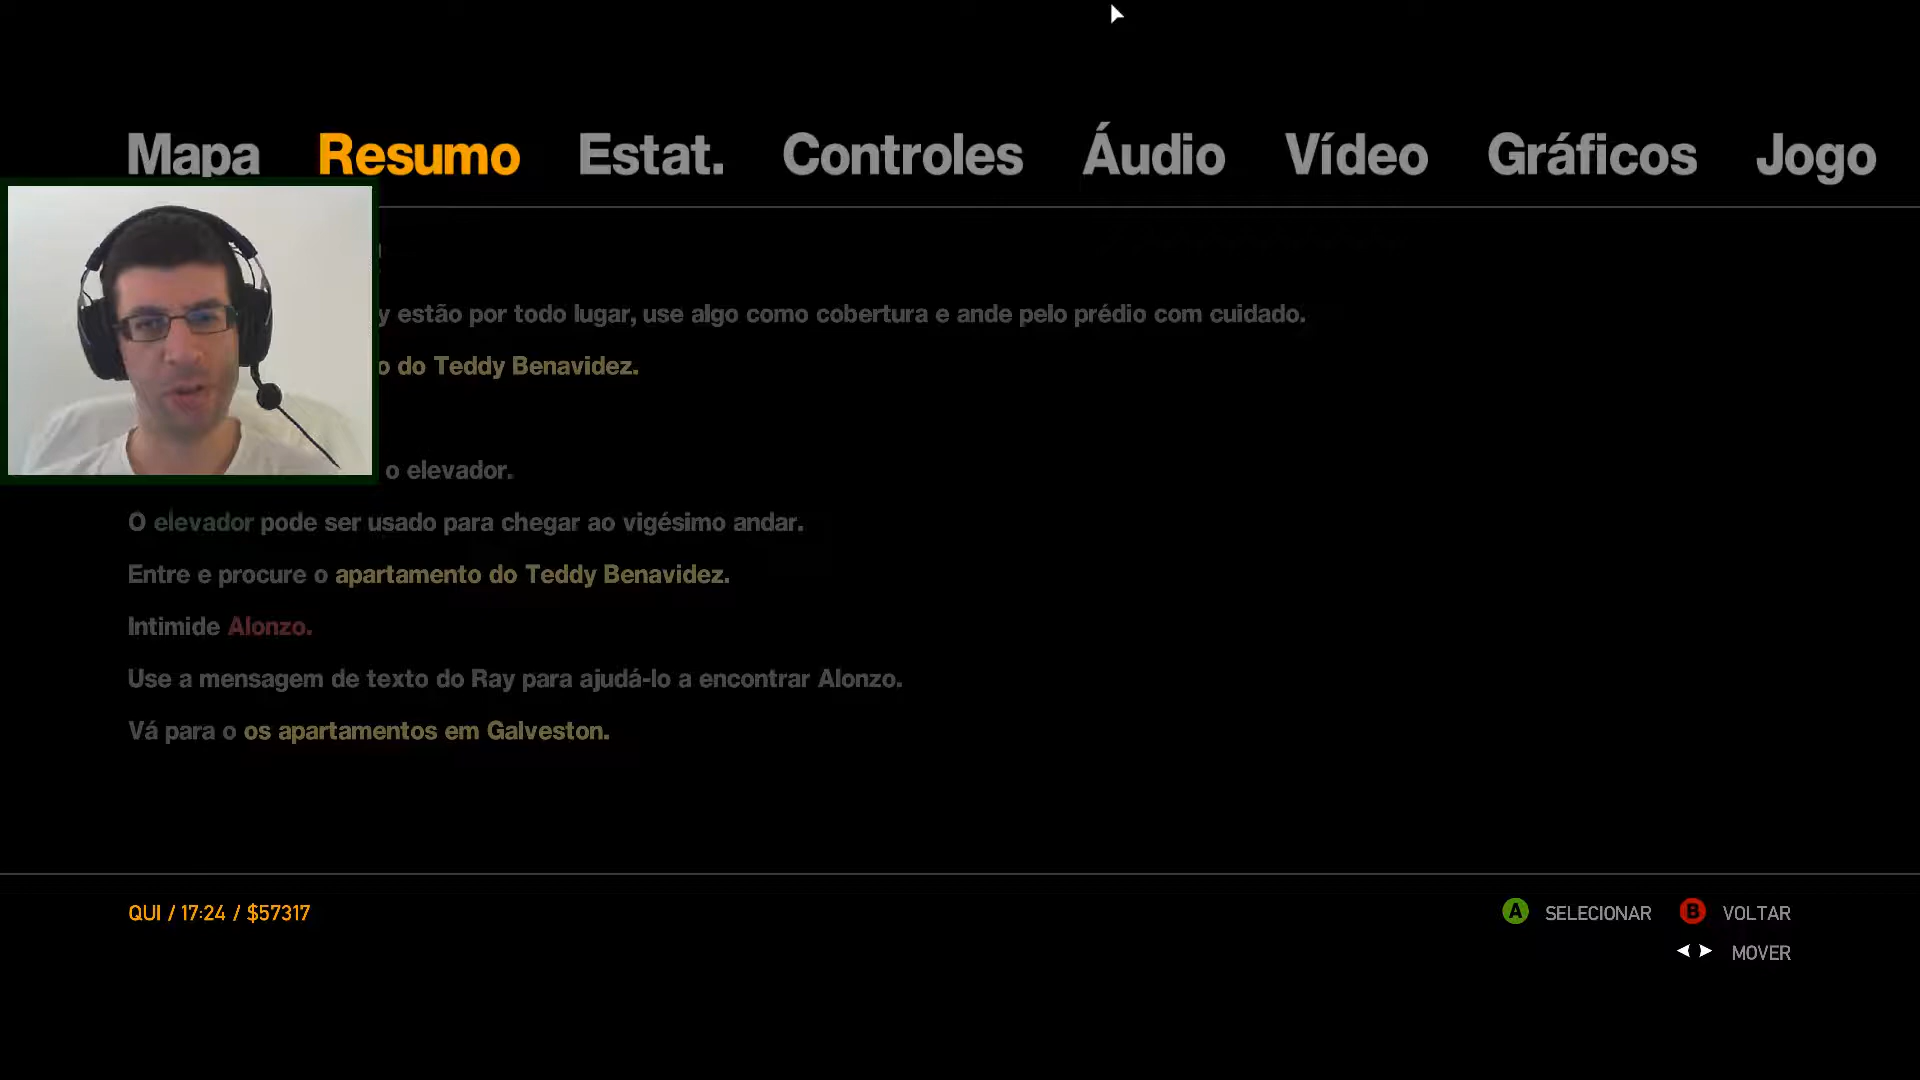 Mapa Resumo Estat. Controles Áudio Vídeo Gráficos Jogo
y estão por todo lugar, use algo como cobertura e ande pelo prédio com cuidado.
o do Teddy Benavidez.
o elevador.
O elevador pode ser usado para chegar ao vigésimo andar.
Entre e procure o apartamento do Teddy Benavidez.
Intimide Alonzo.
Use a mensagem de texto do Ray para ajudá-lo a encontrar Alonzo.
Vá para o os apartamentos em Galveston.
QUI / 17:24 / $57317
A SELECIONAR B VOLTAR
MOVER